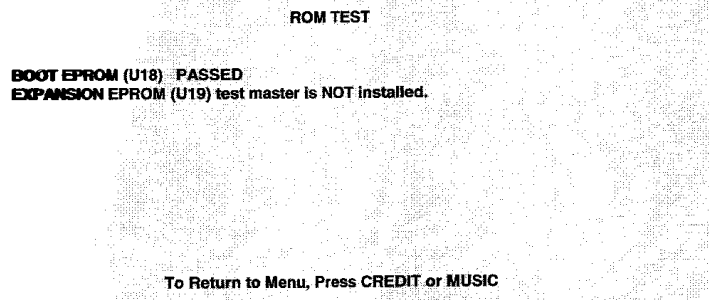 ROM TEST
BOOT EPROM (U18) PASSED
EXPANSION EPROM (U19) test master is NOT installed.
To Return to Menu, Press CREDIT or MUSIC